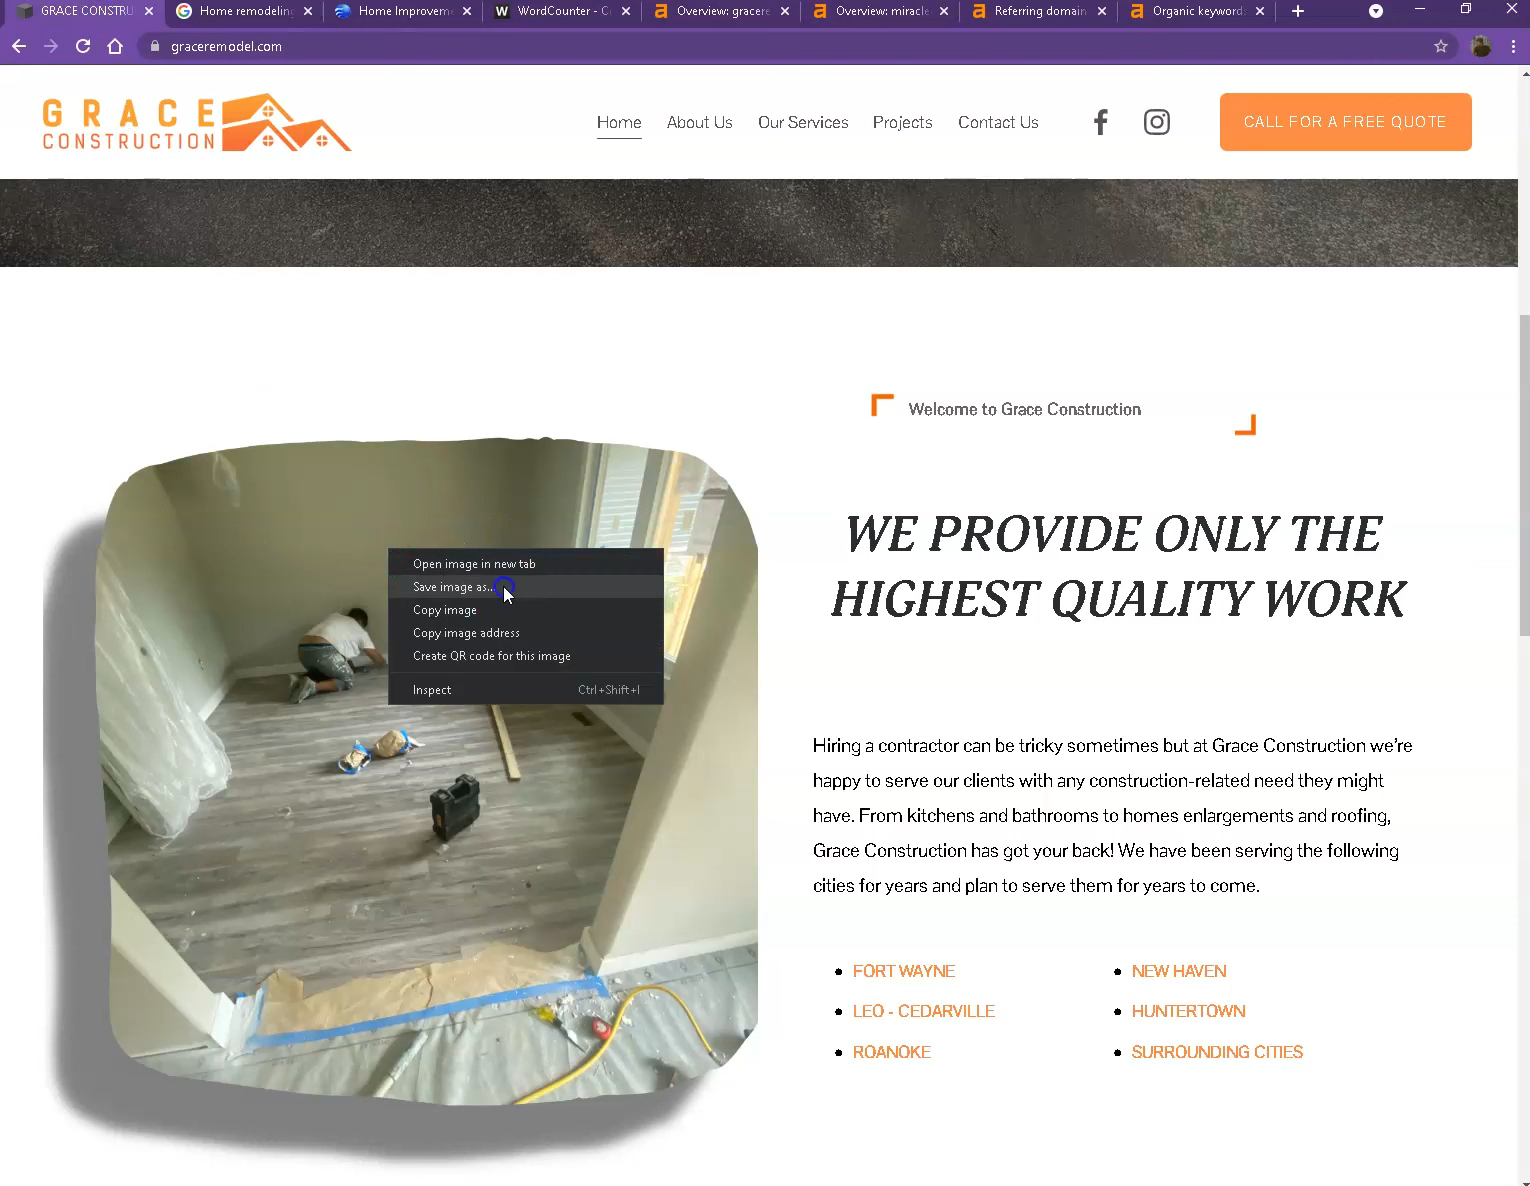 GRACE CONSTRU
Home remodeling
Home Improvem
WordCounter - C
Overview: gracere
Overview: miracle
Referring domain
Organic keyword
graceremodel.com
GRACE
CONSTRUCTION
Home
About Us
Our Services
Projects
Contact Us
CALL FOR A FREE QUOTE
Welcome to Grace Construction
WE PROVIDE ONLY THE
HIGHEST QUALITY WORK
Open image in new tab
Save image as...
Copy image
Copy image address
Create QR code for this image
Inspect Ctrl+Shift+I
Hiring a contractor can be tricky sometimes but at Grace Construction we're
happy to serve our clients with any construction-related need they might
have. From kitchens and bathrooms to homes enlargements and roofing,
Grace Construction has got your back! We have been serving the following
cities for years and plan to serve them for years to come.
FORT WAYNE
LEO - CEDARVILLE
ROANOKE
NEW HAVEN
HUNTERTOWN
SURROUNDING CITIES